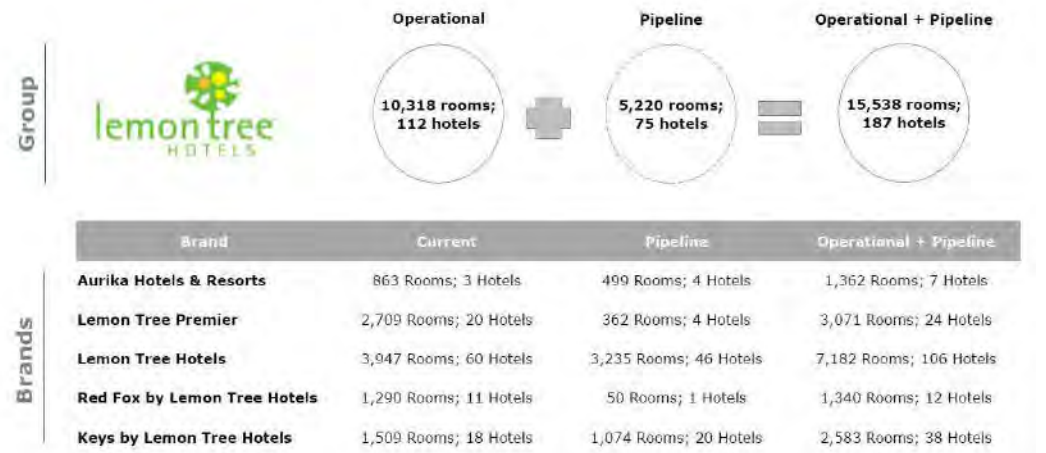 Operational Pipeline Operational + Pipeline
Group
lemon tree
HOTELS
10,318 rooms;
112 hotels
5,220 rooms;
75 hotels
15,538 rooms;
187 hotels
Brand Current Pipeline Operational + Pipeline
Brands
Aurika Hotels & Resorts 863 Rooms; 3 Hotels 499 Rooms; 4 Hotels 1,362 Rooms; 7 Hotels
Lemon Tree Premier 2,709 Rooms; 20 Hotels 362 Rooms; 4 Hotels 3,071 Rooms; 24 Hotels
Lemon Tree Hotels 3,947 Rooms; 60 Hotels 3,235 Rooms; 46 Hotels 7,182 Rooms; 106 Hotels
Red Fox by Lemon Tree Hotels 1,290 Rooms; 11 Hotels 50 Rooms; 1 Hotels 1,340 Rooms; 12 Hotels
Keys by Lemon Tree Hotels 1,509 Rooms; 18 Hotels 1,074 Rooms; 20 Hotels 2,583 Rooms; 38 Hotels